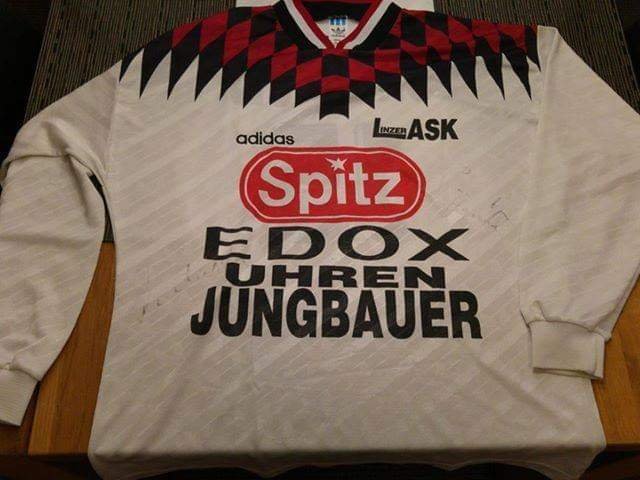 adidas
LINZER ASK
Spitz
EDOX
UHREN
JUNGBAUER